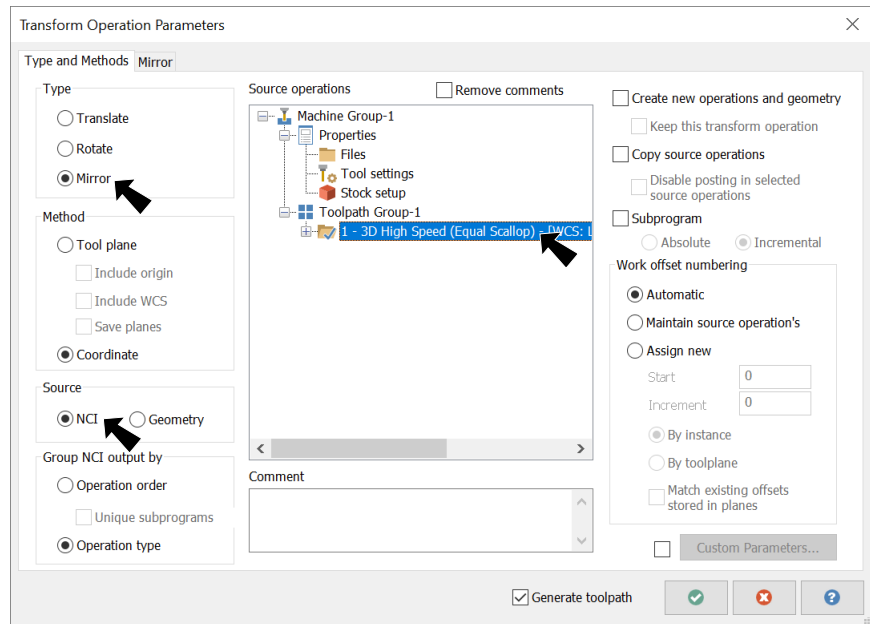 Transform Operation Parameters
Type and Methods
Mirror
Type
Translate
Rotate
Mirror
Method
Tool plane
Include origin
Include WCS
Save planes
Coordinate
Source
NCI
Geometry
Group NCI output by
Operation order
Unique subprograms
Operation type
Source operations
Remove comments
Machine Group-1
Properties
Files
Tool settings
Stock setup
Toolpath Group-1
1 - 3D High Speed (Equal Scallop) - [WCS: L
Comment
Create new operations and geometry
Keep this transform operation
Copy source operations
Disable posting in selected
source operations
Subprogram
Absolute
Incremental
Work offset numbering
Automatic
Maintain source operation's
Assign new
Start
0
Increment
0
By instance
By toolplane
Match existing offsets
stored in planes
Custom Parameters...
Generate toolpath